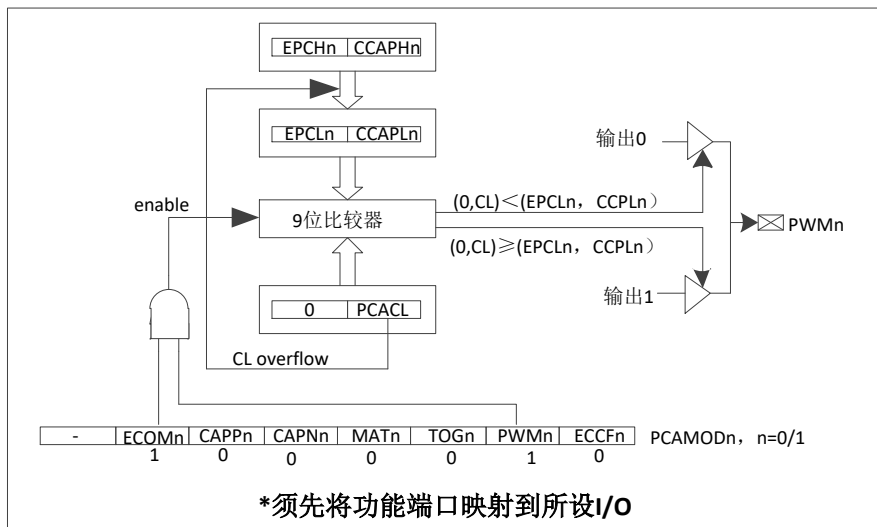 EPCHn CCAPHn
EPCLn CCAPLn
输出0
enable
(0,CL)＜(EPCLn，CCPLn）
9位比较器
PWMn
(0,CL)≥(EPCLn，CCPLn）
输出1
0 PCACL
CL overflow
- ECOMn CAPPn CAPNn MATn TOGn PWMn ECCFn PCAMODn，n=0/1
1 0 0 0 0 1 0
*须先将功能端口映射到所设I/O